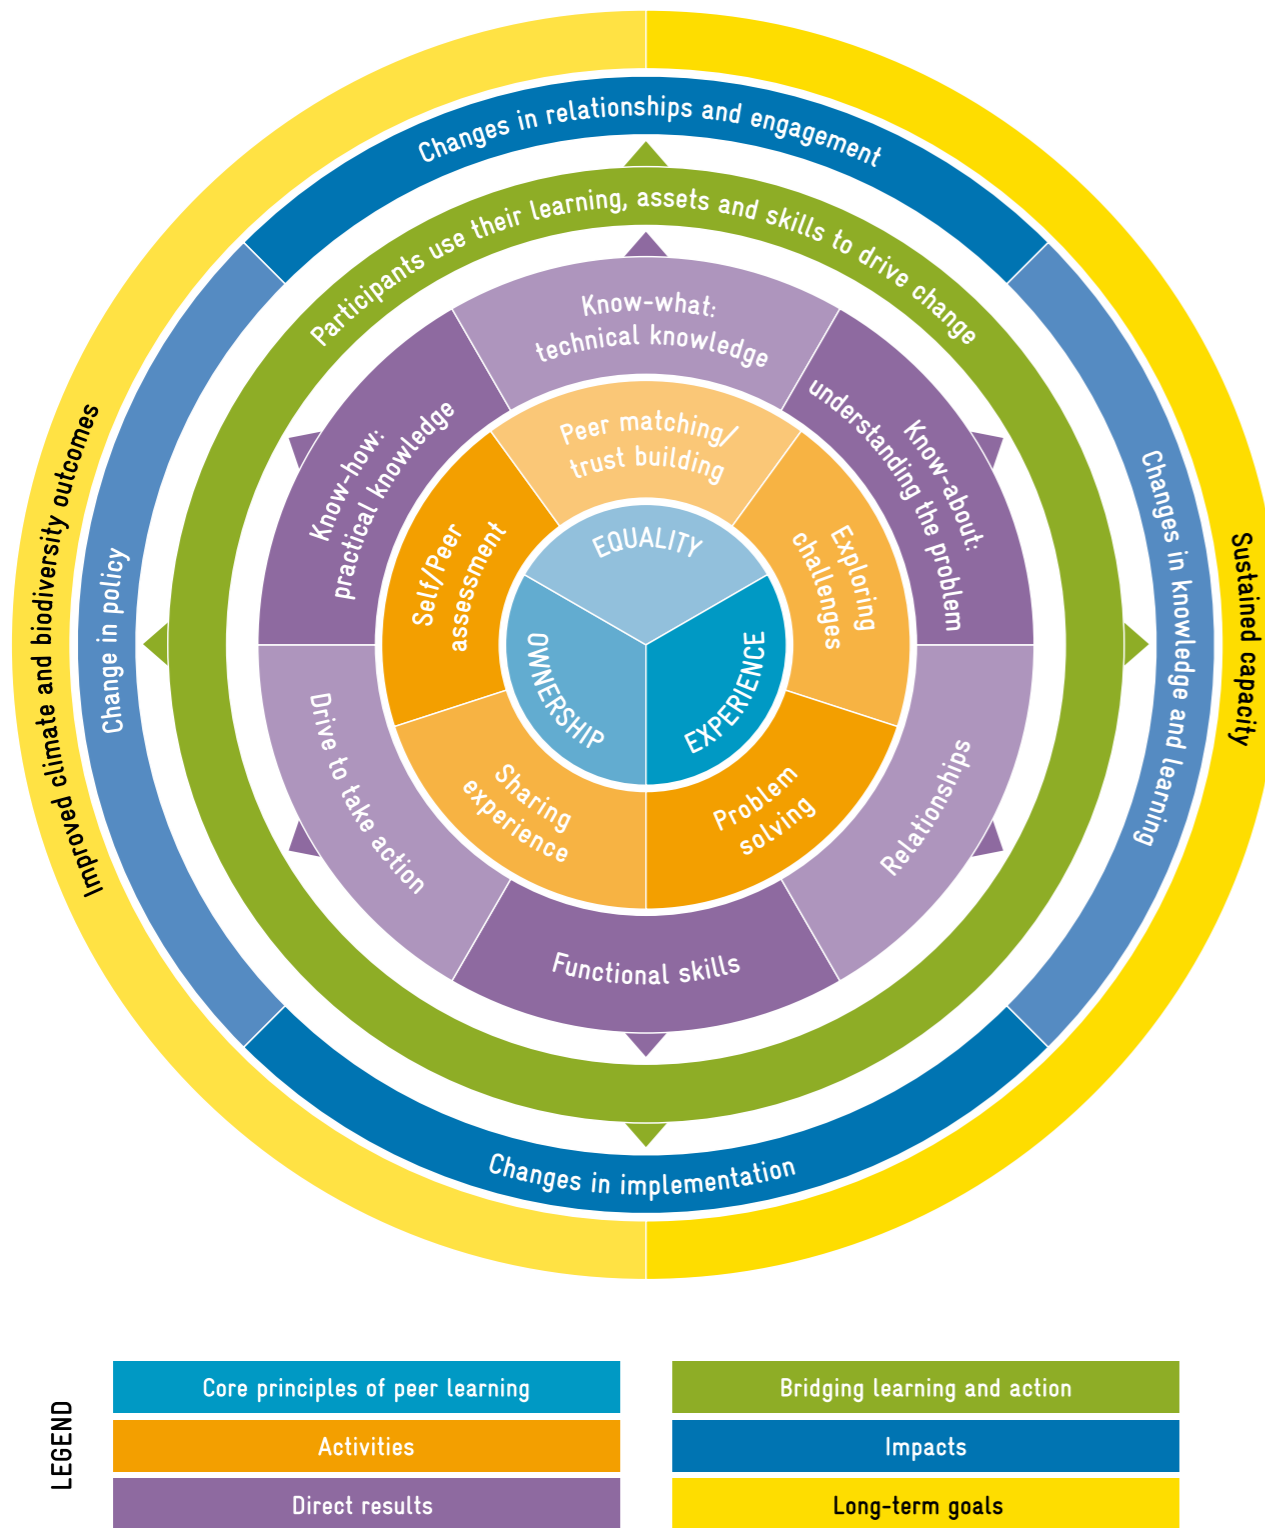 Changes in relationships and engagement
Participants use their learning, assets and skills to drive change
Know-what:
technical knowledge
Know-how:
practical knowledge
Know-about:
understanding the problem
Peer matching/
trust building
Self/Peer
assessment
Exploring
challenges
EQUALITY
OWNERSHIP
EXPERIENCE
Improved climate and biodiversity outcomes
Change in policy
Changes in knowledge and learning
Sustained capacity
Drive to take action
Sharing
experience
Problem
solving
Relationships
Functional skills
Changes in implementation
LEGEND
Core principles of peer learning
Activities
Direct results
Bridging learning and action
Impacts
Long-term goals